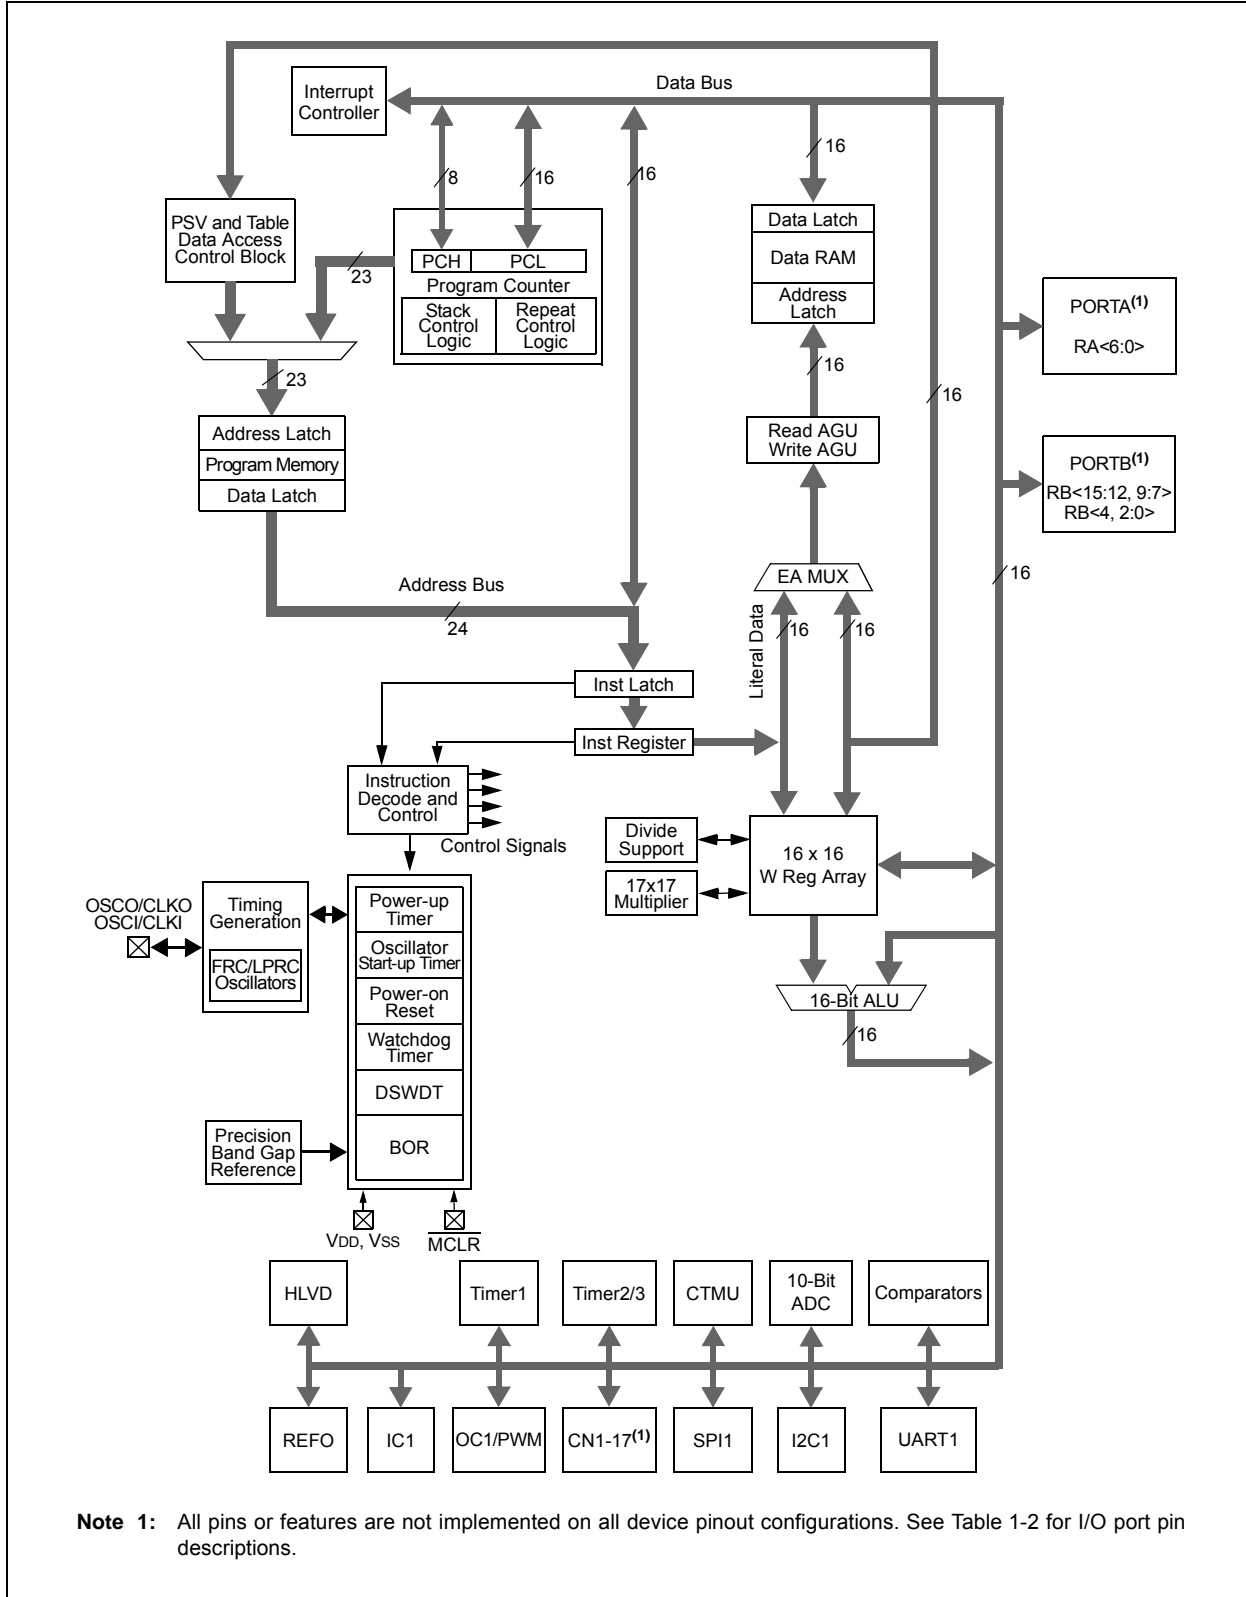 Data Bus
Interrupt
Controller
16
8
16
16
PSV and Table
Data Access
Control Block
23
PCH
PCL
Program Counter
Stack
Control
Logic
Repeat
Control
Logic
Data Latch
Data RAM
Address
Latch
PORTA(1)
RA<6:0>
23
16
16
Address Latch
Program Memory
Data Latch
Read AGU
Write AGU
PORTB(1)
RB<15:12, 9:7>
RB<4, 2:0>
Address Bus
24
EA MUX
16
Literal Data
16
16
Inst Latch
Inst Register
Instruction
Decode and
Control
Control Signals
Divide
Support
17x17
Multiplier
16 x 16
W Reg Array
OSCO/CLKO
OSCI/CLKI
Timing
Generation
FRC/LPRC
Oscillators
Power-up
Timer
Oscillator
Start-up Timer
Power-on
Reset
Watchdog
Timer
DSWDT
BOR
16-Bit ALU
16
Precision
Band Gap
Reference
VDD, VSS
MCLR
HLVD
Timer1
Timer2/3
CTMU
10-Bit
ADC
Comparators
REFO
IC1
OC1/PWM
CN1-17(1)
SPI1
I2C1
UART1
Note 1: All pins or features are not implemented on all device pinout configurations. See Table 1-2 for I/O port pin
descriptions.